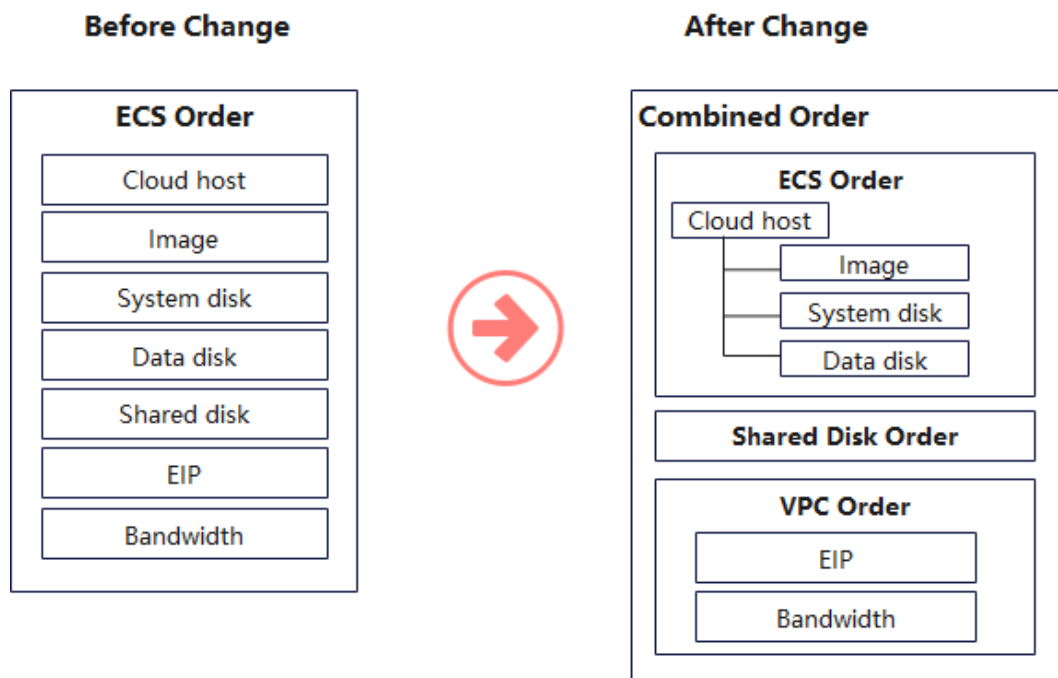 Before Change
After Change
ECS Order
Cloud host
Image
System disk
Data disk
Shared disk
EIP
Bandwidth
Combined Order
ECS Order
Cloud host
Image
System disk
Data disk
Shared Disk Order
VPC Order
EIP
Bandwidth